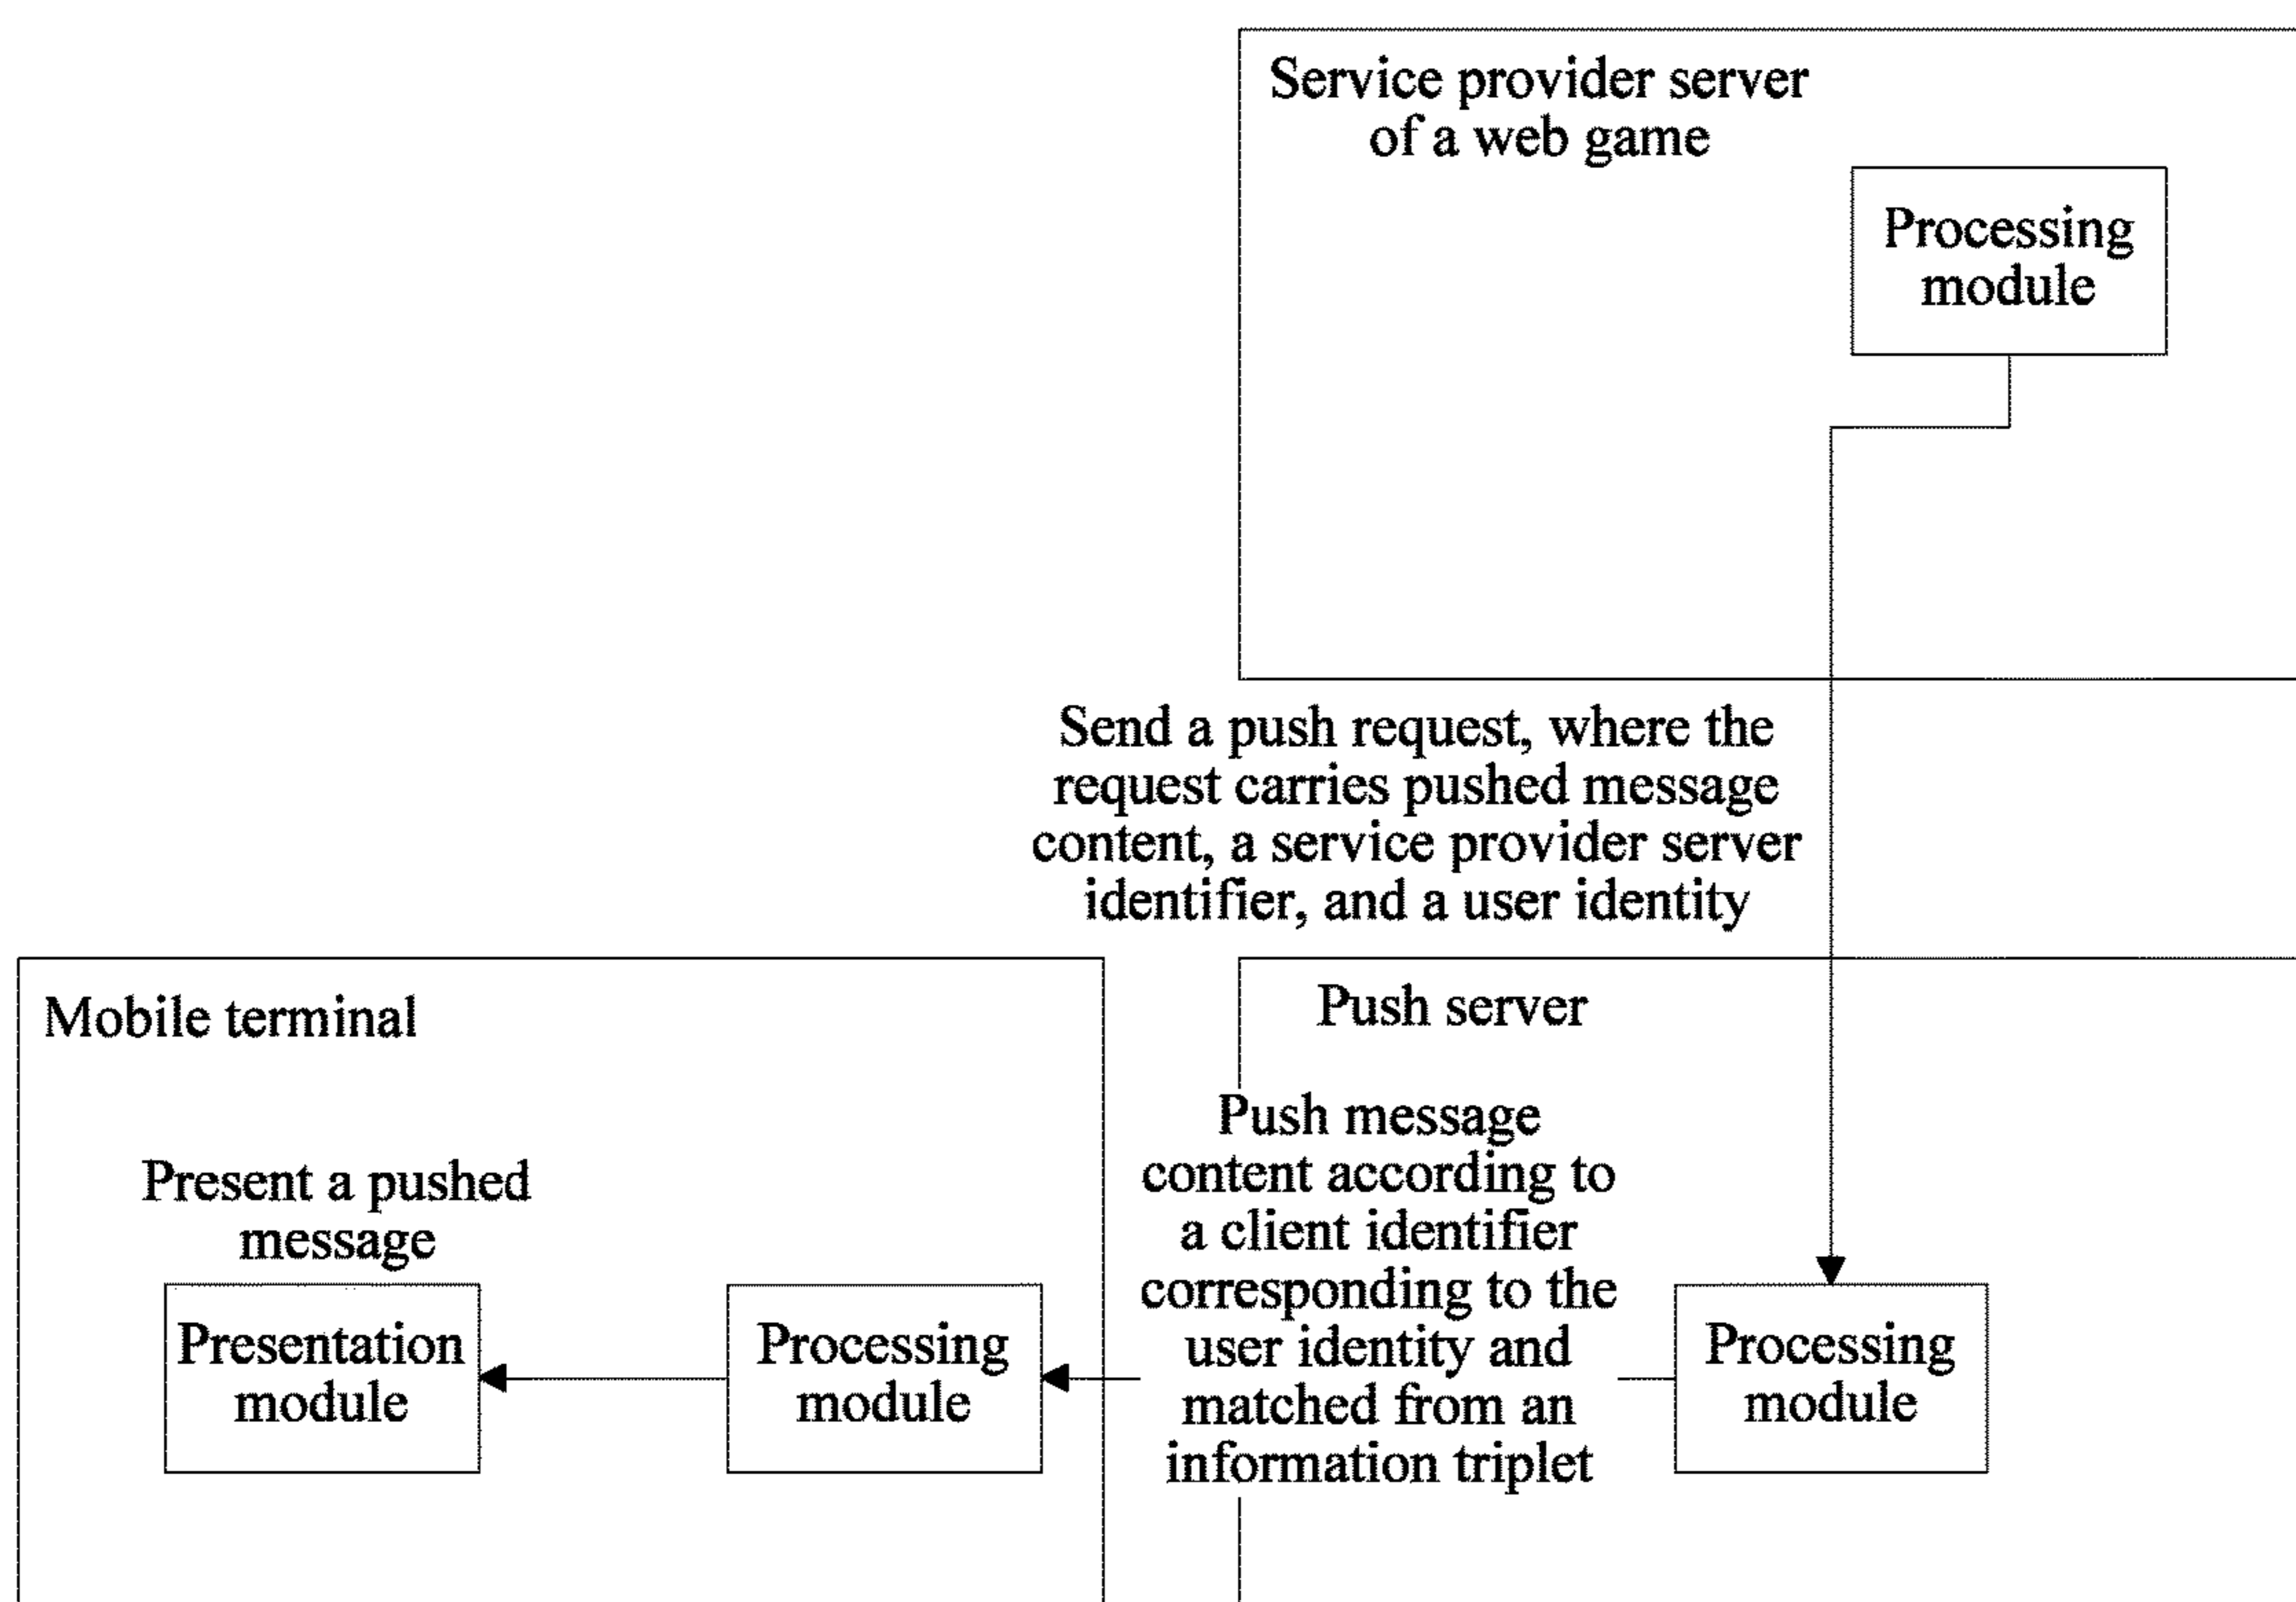 Service provider server
of a web game
Processing
module
Send a push request, where the
request carries pushed message
content, a service provider server
identifier, and a user identity
Mobile terminal
Push server
Present a pushed
message
Presentation
module
Processing
module
Push message
content according to
a client identifier
corresponding to the
user identity and
matched from an
information triplet
Processing
module